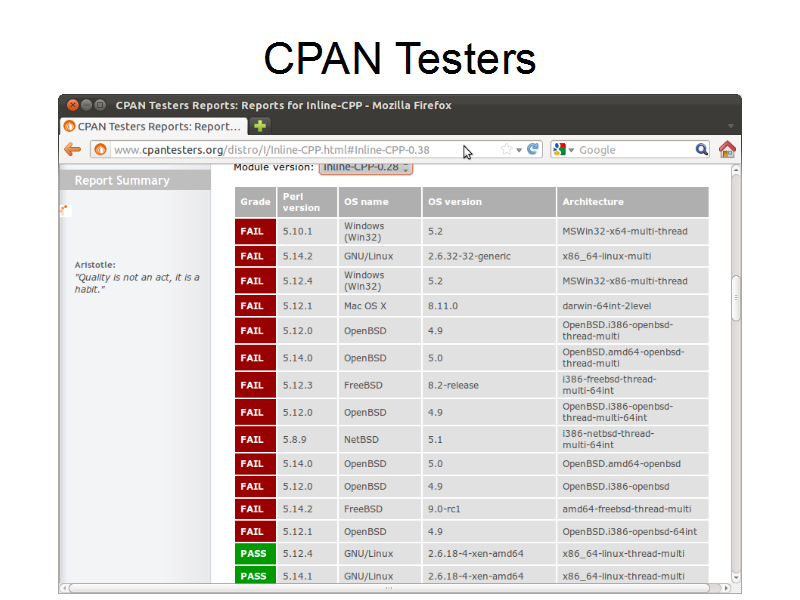 CPAN Testers
CPAN Testers Reports: Reports for Inline-CPP - Mozilla Firefox
CPAN Testers Reports: Report...
www.cpantesters.org/distro/I/Inline-CPP.html#Inline-CPP-0.38
Google
Module version: Inline-CPP-0.28
Report Summary
Aristotle:
"Quality is not an act, it is a
habit."
Grade Perl version OS name OS version Architecture
FAIL 5.10.1 Windows (Win32) 5.2 MSWin32-x64-multi-thread
FAIL 5.14.2 GNU/Linux 2.6.32-32-generic x86_64-linux-multi
FAIL 5.12.4 Windows (Win32) 5.2 MSWin32-x86-multi-thread
FAIL 5.12.1 Mac OS X 8.11.0 darwin-64int-2level
FAIL 5.12.0 OpenBSD 4.9 OpenBSD.i386-openbsd-thread-multi
FAIL 5.14.0 OpenBSD 5.0 OpenBSD.amd64-openbsd-thread-multi
FAIL 5.12.3 FreeBSD 8.2-release i386-freebsd-thread-multi-64int
FAIL 5.12.0 OpenBSD 4.9 OpenBSD.i386-openbsd-thread-multi-64int
FAIL 5.8.9 NetBSD 5.1 i386-netbsd-thread-multi-64int
FAIL 5.14.0 OpenBSD 5.0 OpenBSD.amd64-openbsd
FAIL 5.12.0 OpenBSD 4.9 OpenBSD.i386-openbsd
FAIL 5.14.2 FreeBSD 9.0-rc1 amd64-freebsd-thread-multi
FAIL 5.12.1 OpenBSD 4.9 OpenBSD.i386-openbsd-64int
PASS 5.12.4 GNU/Linux 2.6.18-4-xen-amd64 x86_64-linux-thread-multi
PASS 5.14.1 GNU/Linux 2.6.18-4-xen-amd64 x86_64-linux-thread-multi